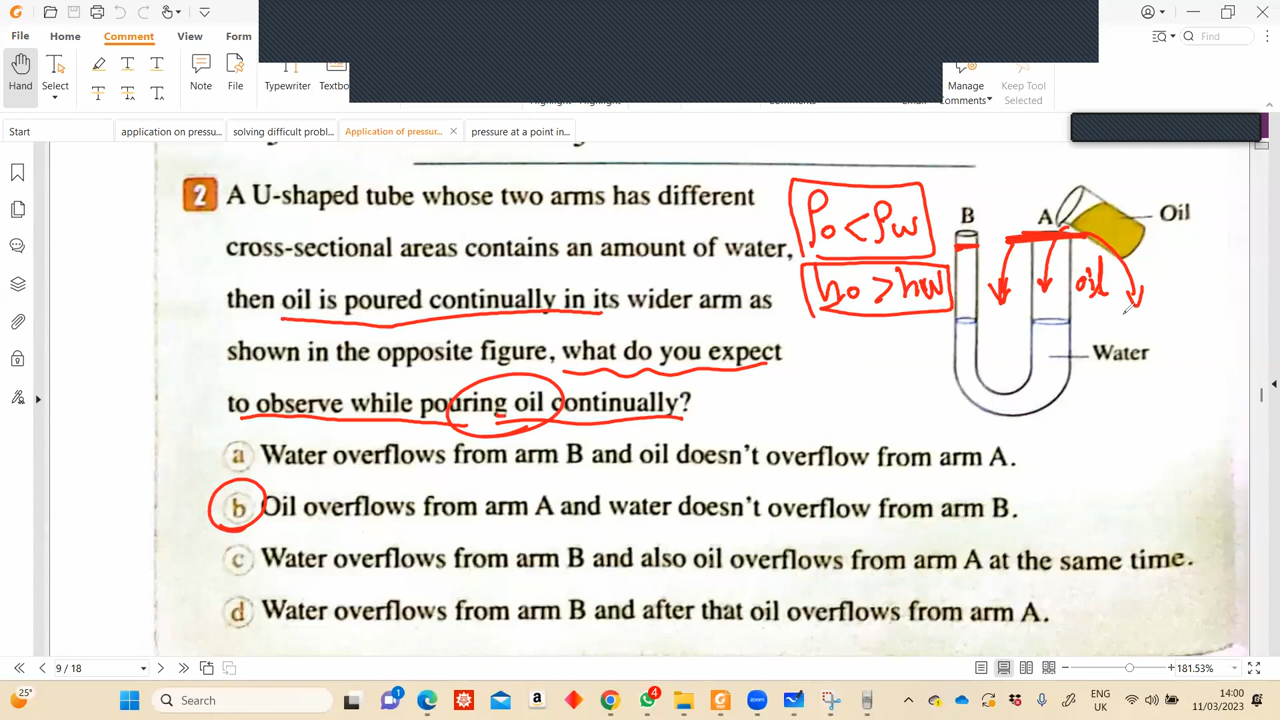 File Home Comment View Form
Find
Hand Select Note File Typewriter Manage Comments Keep Tool Selected
Start application on pressu... solving difficult probl... Application of pressur... pressure at a point in...
2 A U-shaped tube whose two arms has different
cross-sectional areas contains an amount of water,
then oil is poured continually in its wider arm as
shown in the opposite figure, what do you expect
to observe while pouring oil continually?
ρo < ρw
ho > hw
B A Oil
oil
Water
a Water overflows from arm B and oil doesn't overflow from arm A.
b Oil overflows from arm A and water doesn't overflow from arm B.
c Water overflows from arm B and also oil overflows from arm A at the same time.
d Water overflows from arm B and after that oil overflows from arm A.
9 / 18 181.53%
25° Search 1 a 4 ENG 14:00
UK 11/03/2023